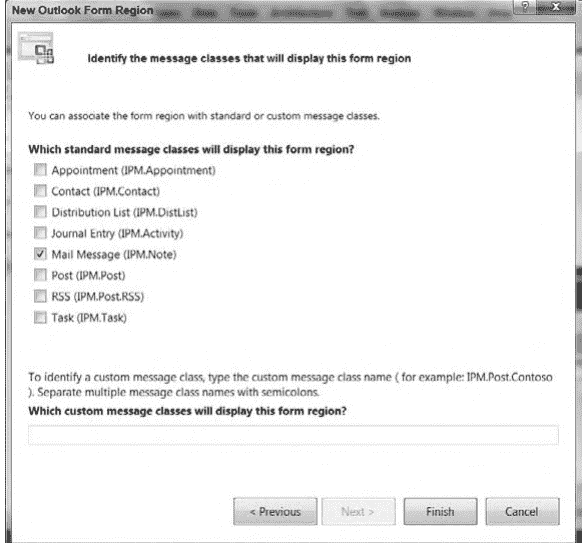 New Outlook Form Region
Identify the message classes that will display this form region
You can associate the form region with standard or custom message classes.
Which standard message classes will display this form region?
Appointment (IPM.Appointment)
Contact (IPM.Contact)
Distribution List (IPM.DistList)
Journal Entry (IPM.Activity)
Mail Message (IPM.Note)
Post (IPM.Post)
RSS (IPM.Post.RSS)
Task (IPM.Task)
To identify a custom message class, type the custom message class name ( for example: IPM.Post.Contoso
). Separate multiple message class names with semicolons.
Which custom message classes will display this form region?
< Previous Next > Finish Cancel